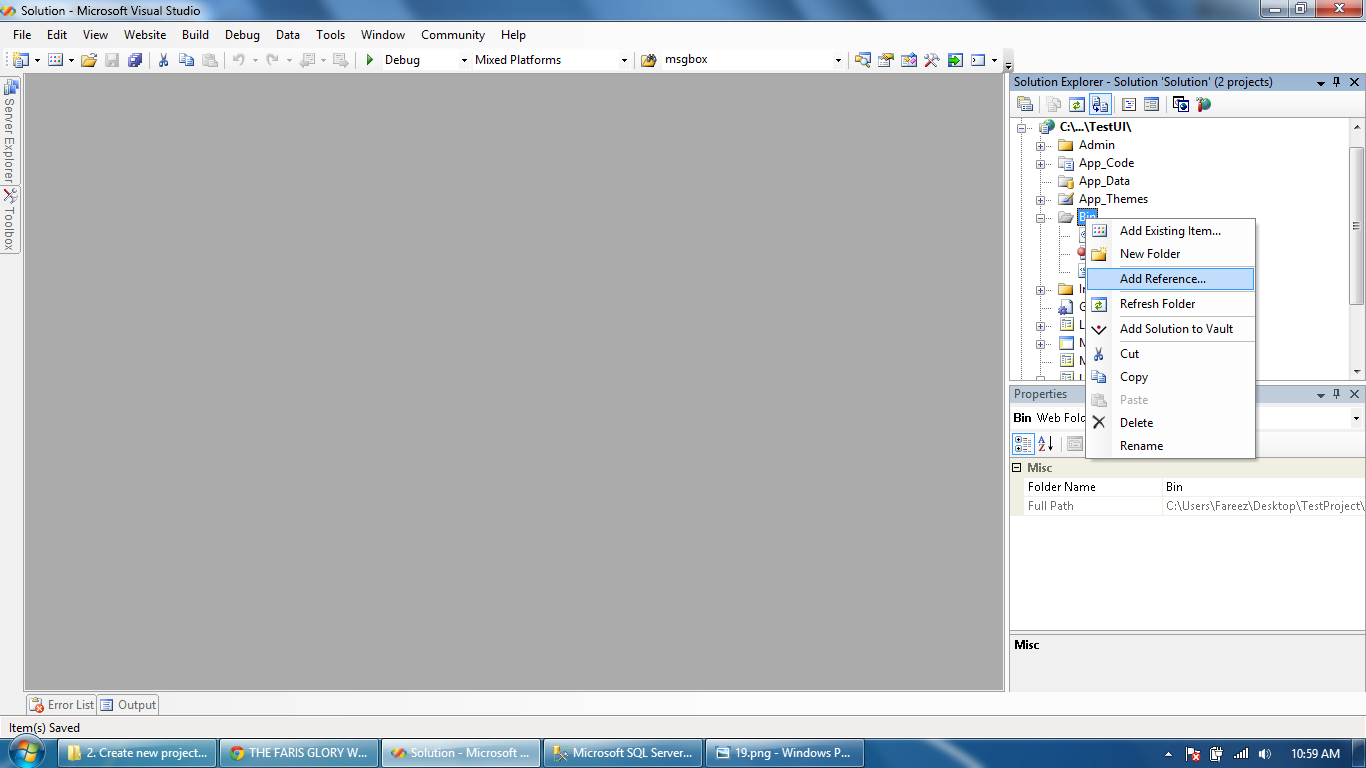 Solution - Microsoft Visual Studio
File Edit View Website Build Debug Data Tools Window Community Help
Debug Mixed Platforms msgbox
Server Explorer
Toolbox
Solution Explorer - Solution 'Solution' (2 projects)
C:\...\TestUI\
Admin
App_Code
App_Data
App_Themes
Bin
Add Existing Item...
New Folder
Add Reference...
Refresh Folder
Add Solution to Vault
Cut
Copy
Paste
Delete
Rename
Properties
Bin Web Fold
Misc
Folder Name Bin
Full Path C:\Users\Fareez\Desktop\TestProject\
Misc
Error List Output
Item(s) Saved
2. Create new project... THE FARIS GLORY W... Solution - Microsoft ... Microsoft SQL Server... 19.png - Windows P... 10:59 AM